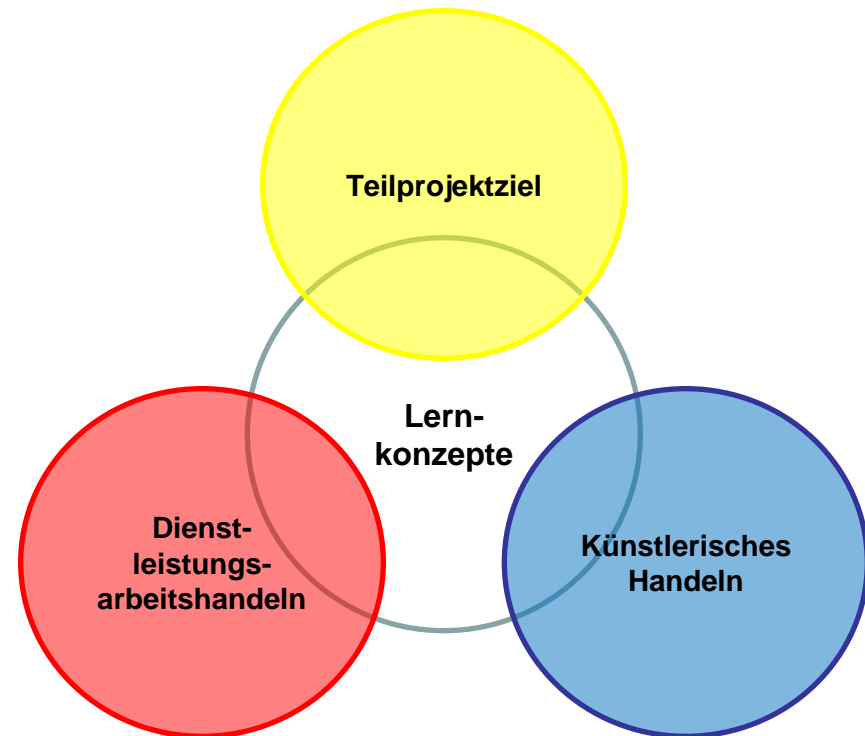 Teilprojektziel
Lern-
konzepte
Dienst-
leistungs-
arbeitshandeln
Künstlerisches
Handeln